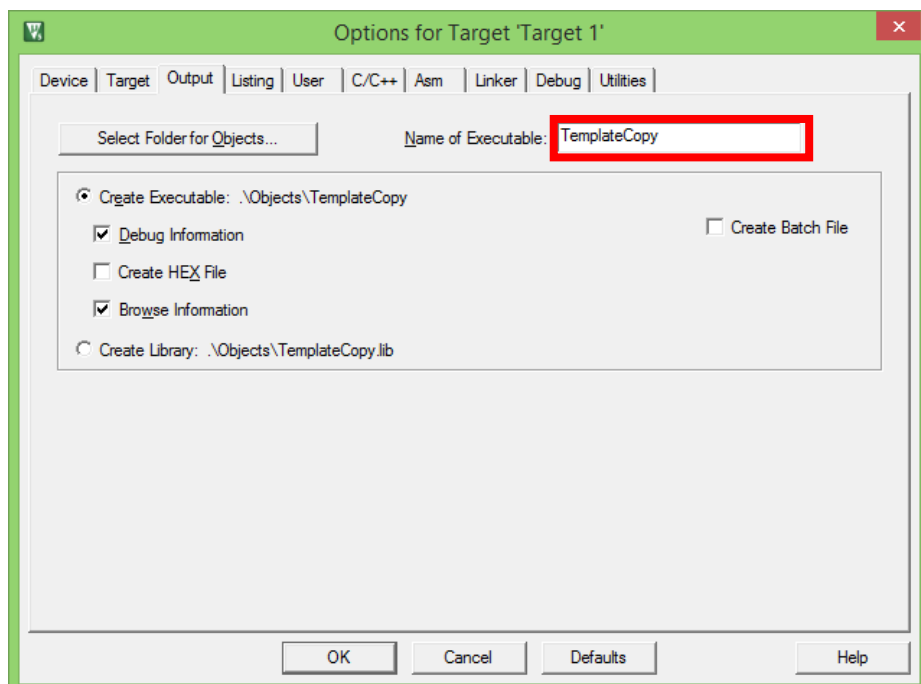 Options for Target 'Target 1'
Device Target Output Listing User C/C++ Asm Linker Debug Utilities
Select Folder for Objects... Name of Executable: TemplateCopy
Create Executable: .\Objects\TemplateCopy
Debug Information Create Batch File
Create HEX File
Browse Information
Create Library: .\Objects\TemplateCopy.lib
OK Cancel Defaults Help